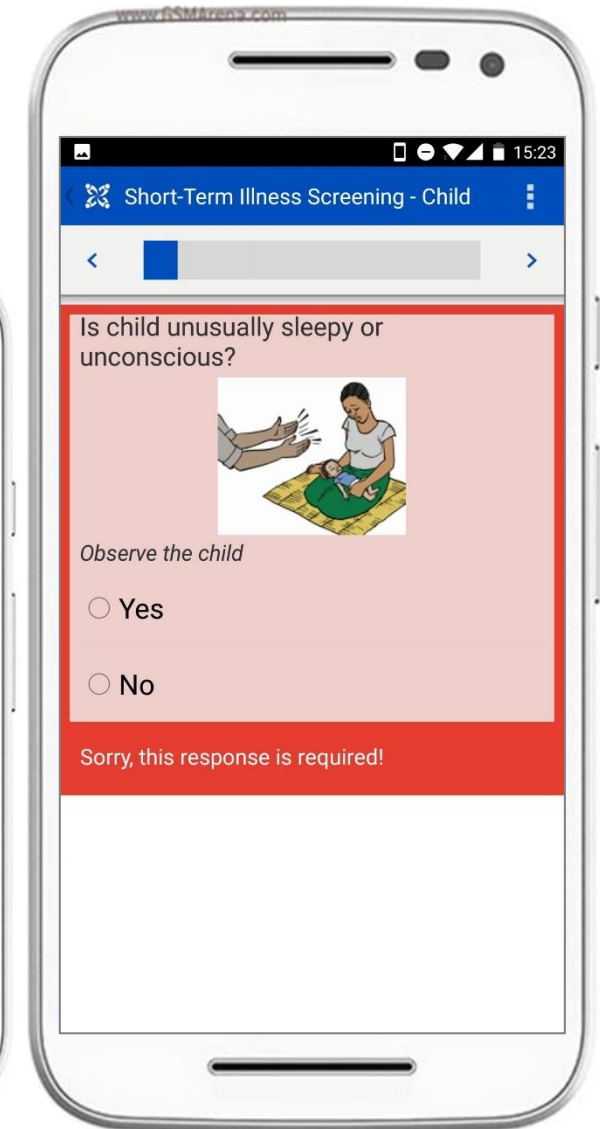 www.GSMArena.com
15:23
Short-Term Illness Screening - Child
Is child unusually sleepy or
unconscious?
Observe the child
Yes
No
Sorry, this response is required!